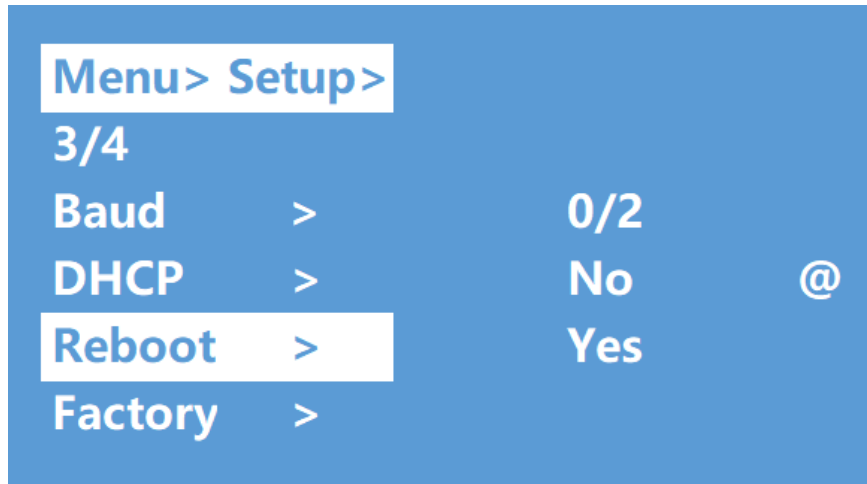 Menu> Setup>
3/4
Baud > 0/2
DHCP > No @
Reboot > Yes
Factory >